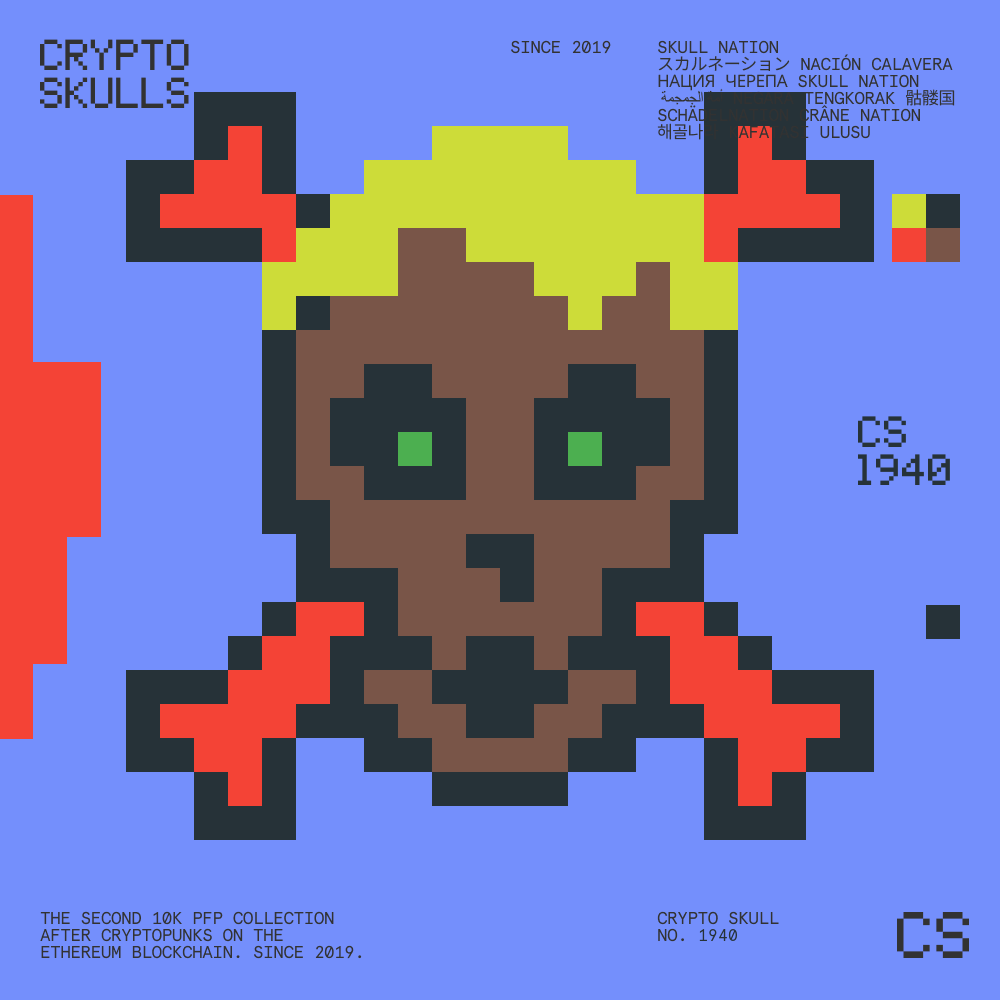 CRYPTO
SKULLS
SINCE 2019
SKULL NATION
スカルネーション NACIÓN CALAVERA
НАЦИЯ ЧЕРЕПА SKULL NATION
TENGKORAK 骷髅国
CRÂNE NATION
ULUSU
CS
1940
THE SECOND 10K PFP COLLECTION
AFTER CRYPTOPUNKS ON THE
ETHEREUM BLOCKCHAIN. SINCE 2019.
CRYPTO SKULL
NO. 1940
CS